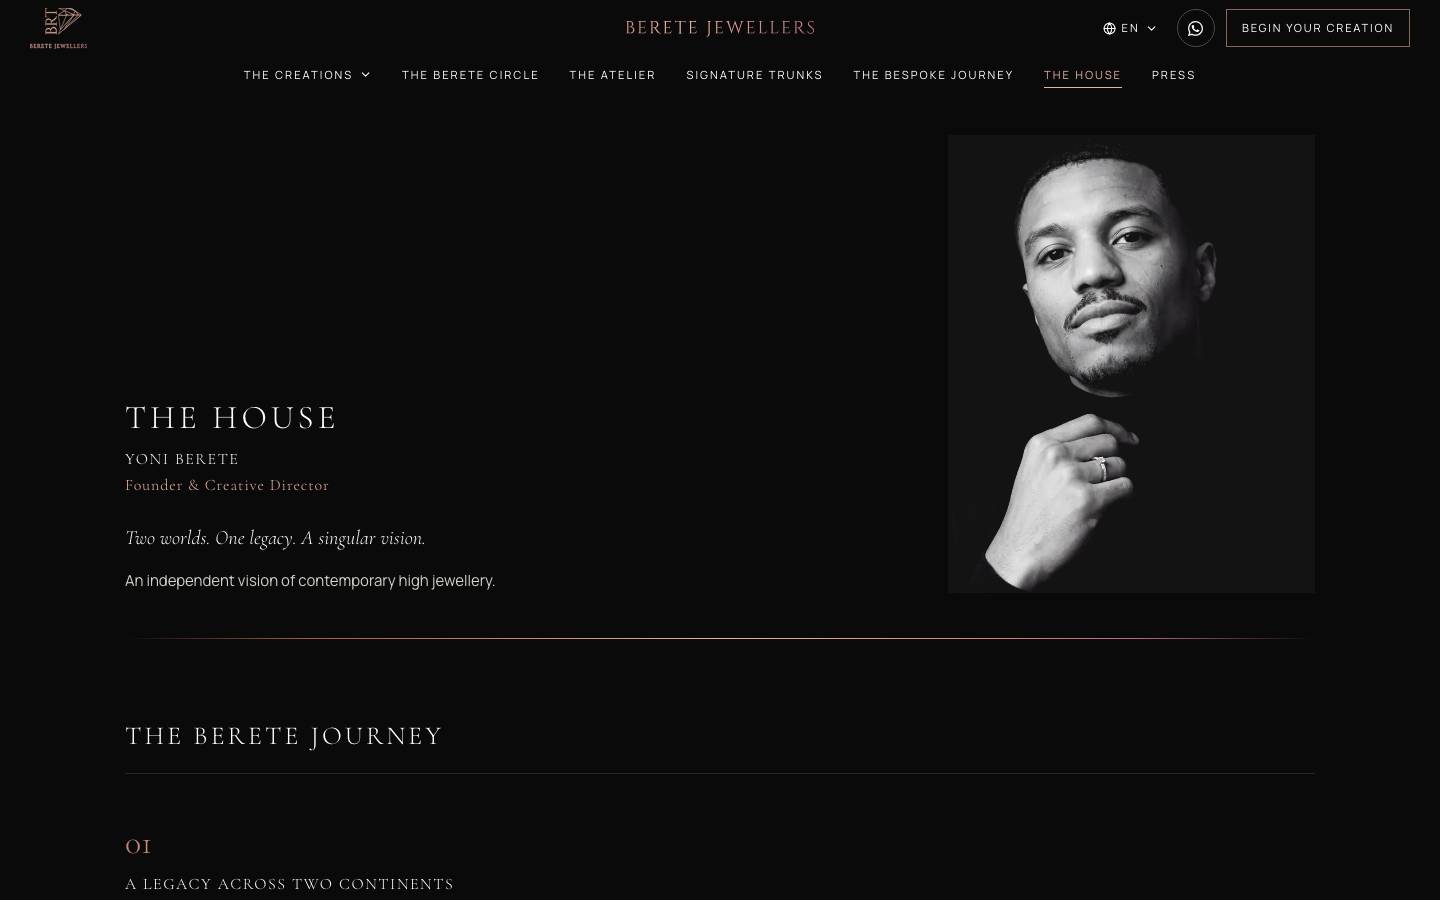 BRT
BERETE JEWELLERS
BERETE JEWELLERS
EN
BEGIN YOUR CREATION
THE CREATIONS
THE BERETE CIRCLE
THE ATELIER
SIGNATURE TRUNKS
THE BESPOKE JOURNEY
THE HOUSE
PRESS
THE HOUSE
YONI BERETE
Founder & Creative Director
Two worlds. One legacy. A singular vision.
An independent vision of contemporary high jewellery.
THE BERETE JOURNEY
01
A LEGACY ACROSS TWO CONTINENTS